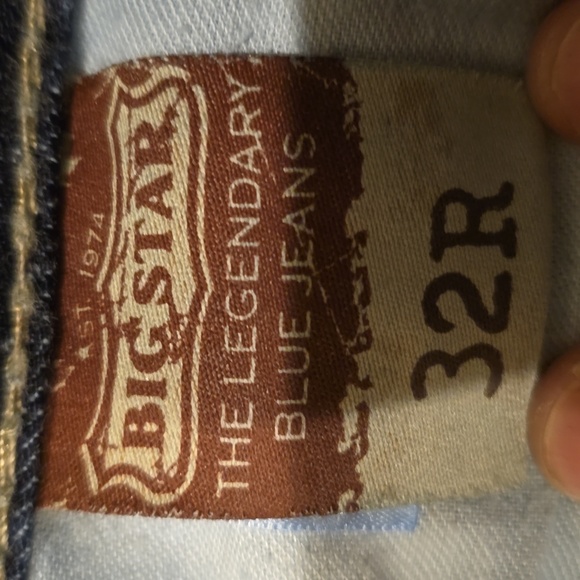 ★ EST. 1974
BIG STAR
THE LEGENDARY
BLUE JEANS
32R